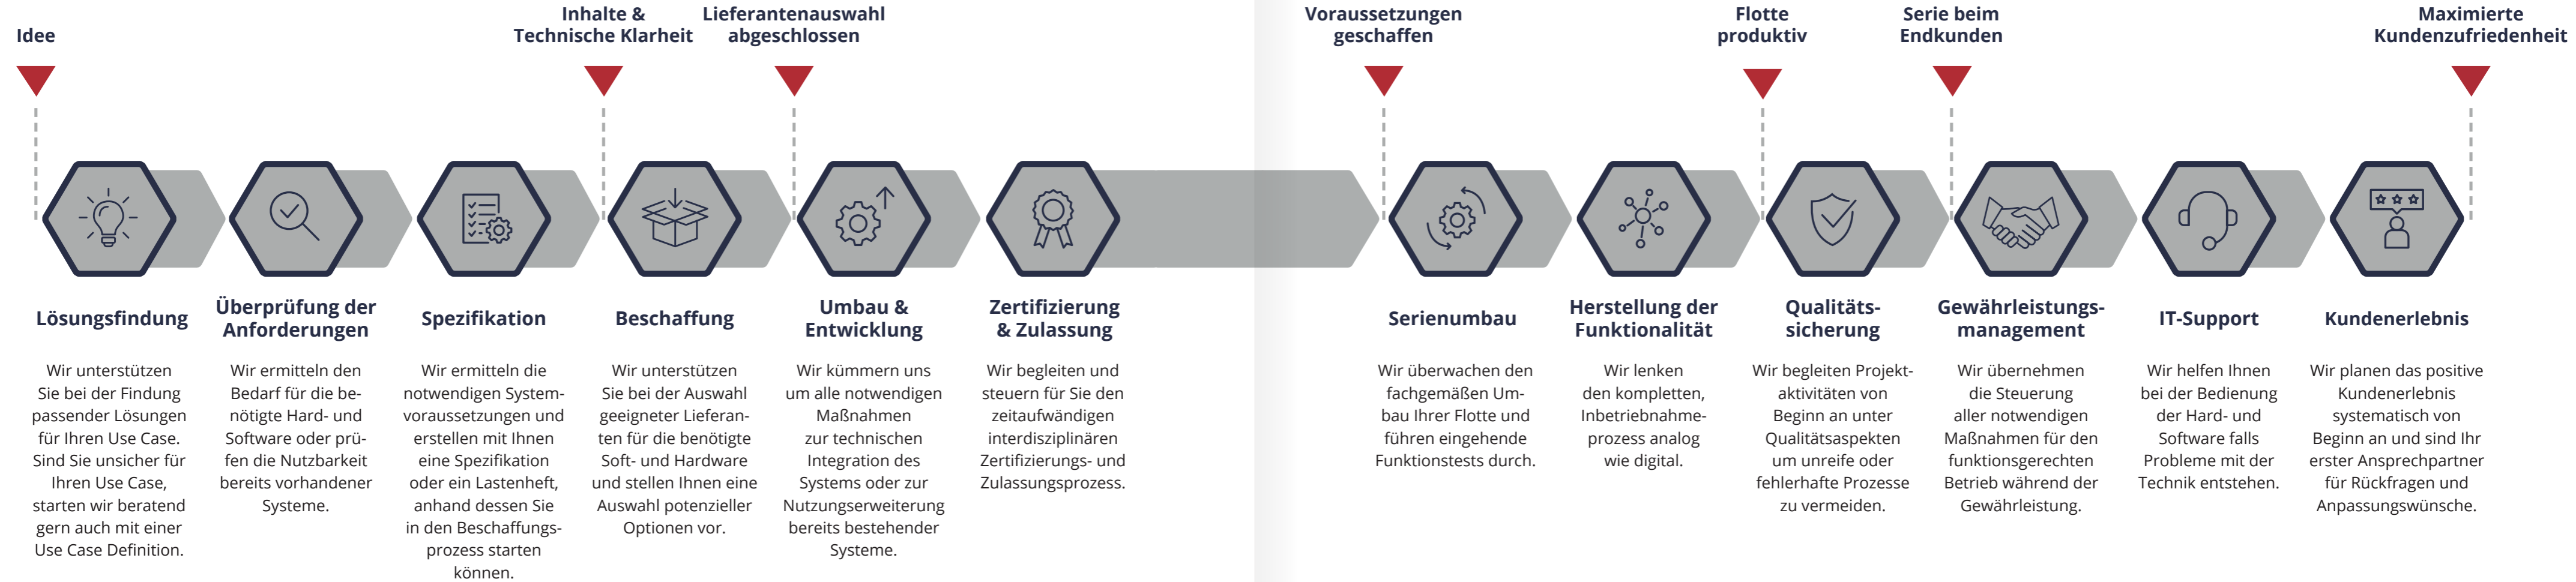 Idee
Inhalte &
Technische Klarheit
Lieferantenauswahl
abgeschlossen
Voraussetzungen
geschaffen
Flotte
produktiv
Serie beim
Endkunden
Maximierte
Kundenzufriedenheit
Lösungsfindung
Wir unterstützen
Sie bei der Findung
passender Lösungen
für Ihren Use Case.
Sind Sie unsicher für
Ihren Use Case,
starten wir beratend
gern auch mit einer
Use Case Definition.
Überprüfung der
Anforderungen
Wir ermitteln den
Bedarf für die be-
nötigte Hard- und
Software oder prü-
fen die Nutzbarkeit
bereits vorhandener
Systeme.
Spezifikation
Wir ermitteln die
notwendigen System-
voraussetzungen und
erstellen mit Ihnen
eine Spezifikation
oder ein Lastenheft,
anhand dessen Sie
in den Beschaffungs-
prozess starten
können.
Beschaffung
Wir unterstützen
Sie bei der Auswahl
geeigneter Lieferan-
ten für die benötigte
Soft- und Hardware
und stellen Ihnen eine
Auswahl potenzieller
Optionen vor.
Umbau &
Entwicklung
Wir kümmern uns
um alle notwendigen
Maßnahmen
zur technischen
Integration des
Systems oder zur
Nutzungserweiterung
bereits bestehender
Systeme.
Zertifizierung
& Zulassung
Wir begleiten und
steuern für Sie den
zeitaufwändigen
interdisziplinären
Zertifizierungs- und
Zulassungsprozess.
Serienumbau
Wir überwachen den
fachgemäßen Um-
bau Ihrer Flotte und
führen eingehende
Funktionstests durch.
Herstellung der
Funktionalität
Wir lenken
den kompletten,
Inbetriebnahme-
prozess analog
wie digital.
Qualitäts-
sicherung
Wir begleiten Projekt-
aktivitäten von
Beginn an unter
Qualitätsaspekten
um unreife oder
fehlerhafte Prozesse
zu vermeiden.
Gewährleistungs-
management
Wir übernehmen
die Steuerung
aller notwendigen
Maßnahmen für den
funktionsgerechten
Betrieb während der
Gewährleistung.
IT-Support
Wir helfen Ihnen
bei der Bedienung
der Hard- und
Software falls
Probleme mit der
Technik entstehen.
Kundenerlebnis
Wir planen das positive
Kundenerlebnis
systematisch von
Beginn an und sind Ihr
erster Ansprechpartner
für Rückfragen und
Anpassungswünsche.